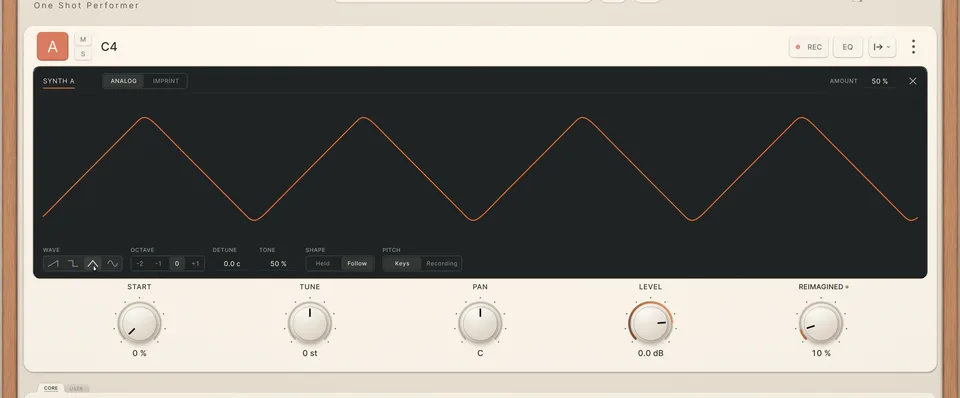 One Shot Performer
A M S C4 REC EQ
SYNTH A ANALOG IMPRINT AMOUNT 50 %
WAVE OCTAVE DETUNE TONE SHAPE PITCH
-2 -1 0 +1 0.0 c 50 % Held Follow Keys Recording
START TUNE PAN LEVEL REIMAGINED
0 % 0 st C 0.0 dB 10 %
CORE